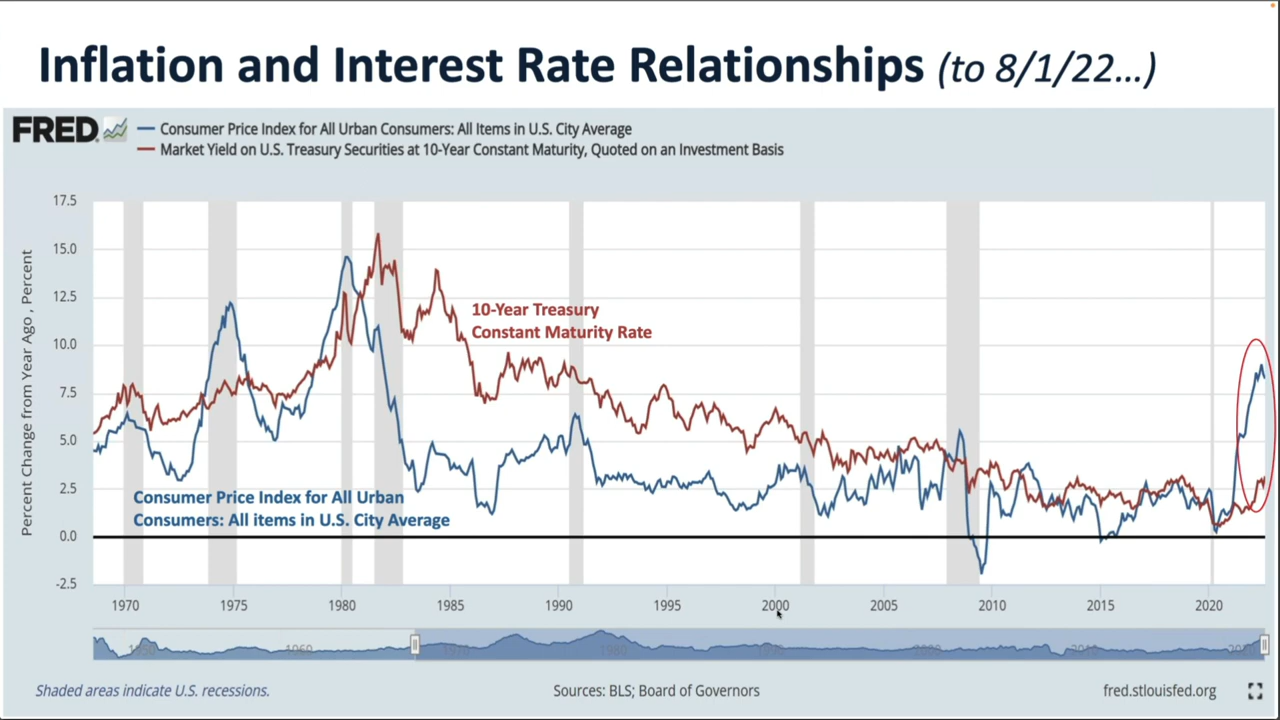 Inflation and Interest Rate Relationships (to 8/1/22...)
FRED
Consumer Price Index for All Urban Consumers: All Items in U.S. City Average
Market Yield on U.S. Treasury Securities at 10-Year Constant Maturity, Quoted on an Investment Basis
Percent Change from Year Ago , Percent
17.5
15.0
12.5
10.0
7.5
5.0
2.5
0.0
-2.5
10-Year Treasury
Constant Maturity Rate
Consumer Price Index for All Urban
Consumers: All items in U.S. City Average
1970 1975 1980 1985 1990 1995 2000 2005 2010 2015 2020
1970 1980 2000
Shaded areas indicate U.S. recessions.
Sources: BLS; Board of Governors
fred.stlouisfed.org